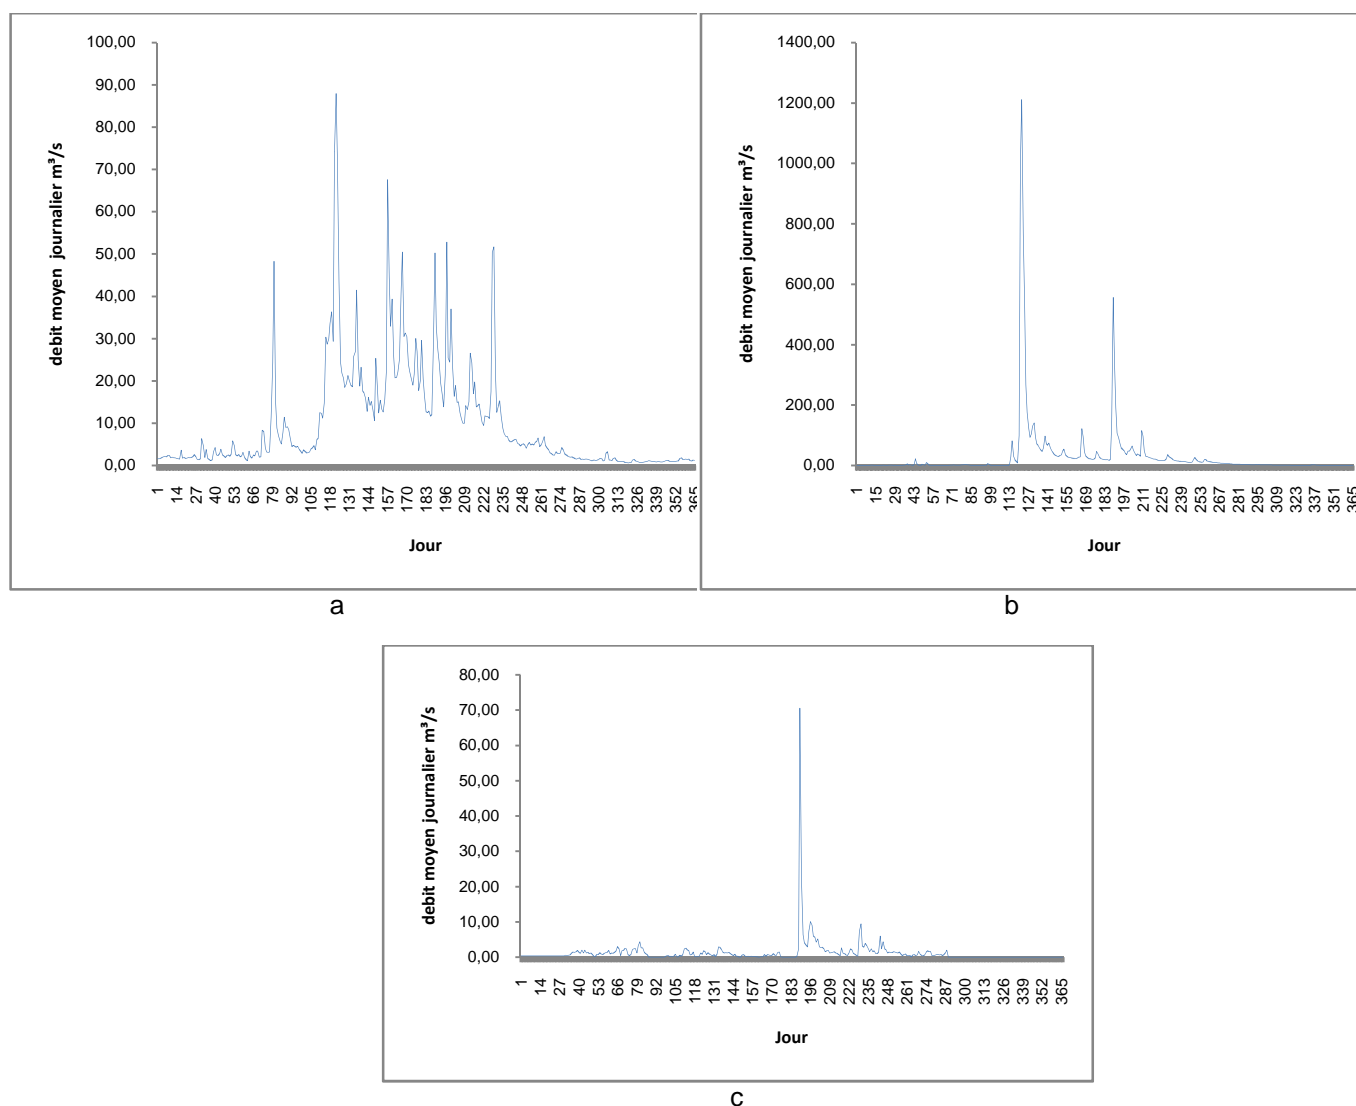 100,00
90,00
80,00
70,00
60,00
50,00
40,00
30,00
20,00
10,00
0,00
debit moyen journalier m³/s
1 14 27 40 53 66 79 92 105 118 131 144 157 170 183 196 209 222 235 248 261 274 287 300 313 326 339 352 365
Jour
a
1400,00
1200,00
1000,00
800,00
600,00
400,00
200,00
0,00
debit moyen journalier m³/s
1 15 29 43 57 71 85 99 113 127 141 155 169 183 197 211 225 239 253 267 281 295 309 323 337 351 365
Jour
b
80,00
70,00
60,00
50,00
40,00
30,00
20,00
10,00
0,00
debit moyen journalier m³/s
1 14 27 40 53 66 79 92 105 118 131 144 157 170 183 196 209 222 235 248 261 274 287 300 313 326 339 352 365
Jour
c